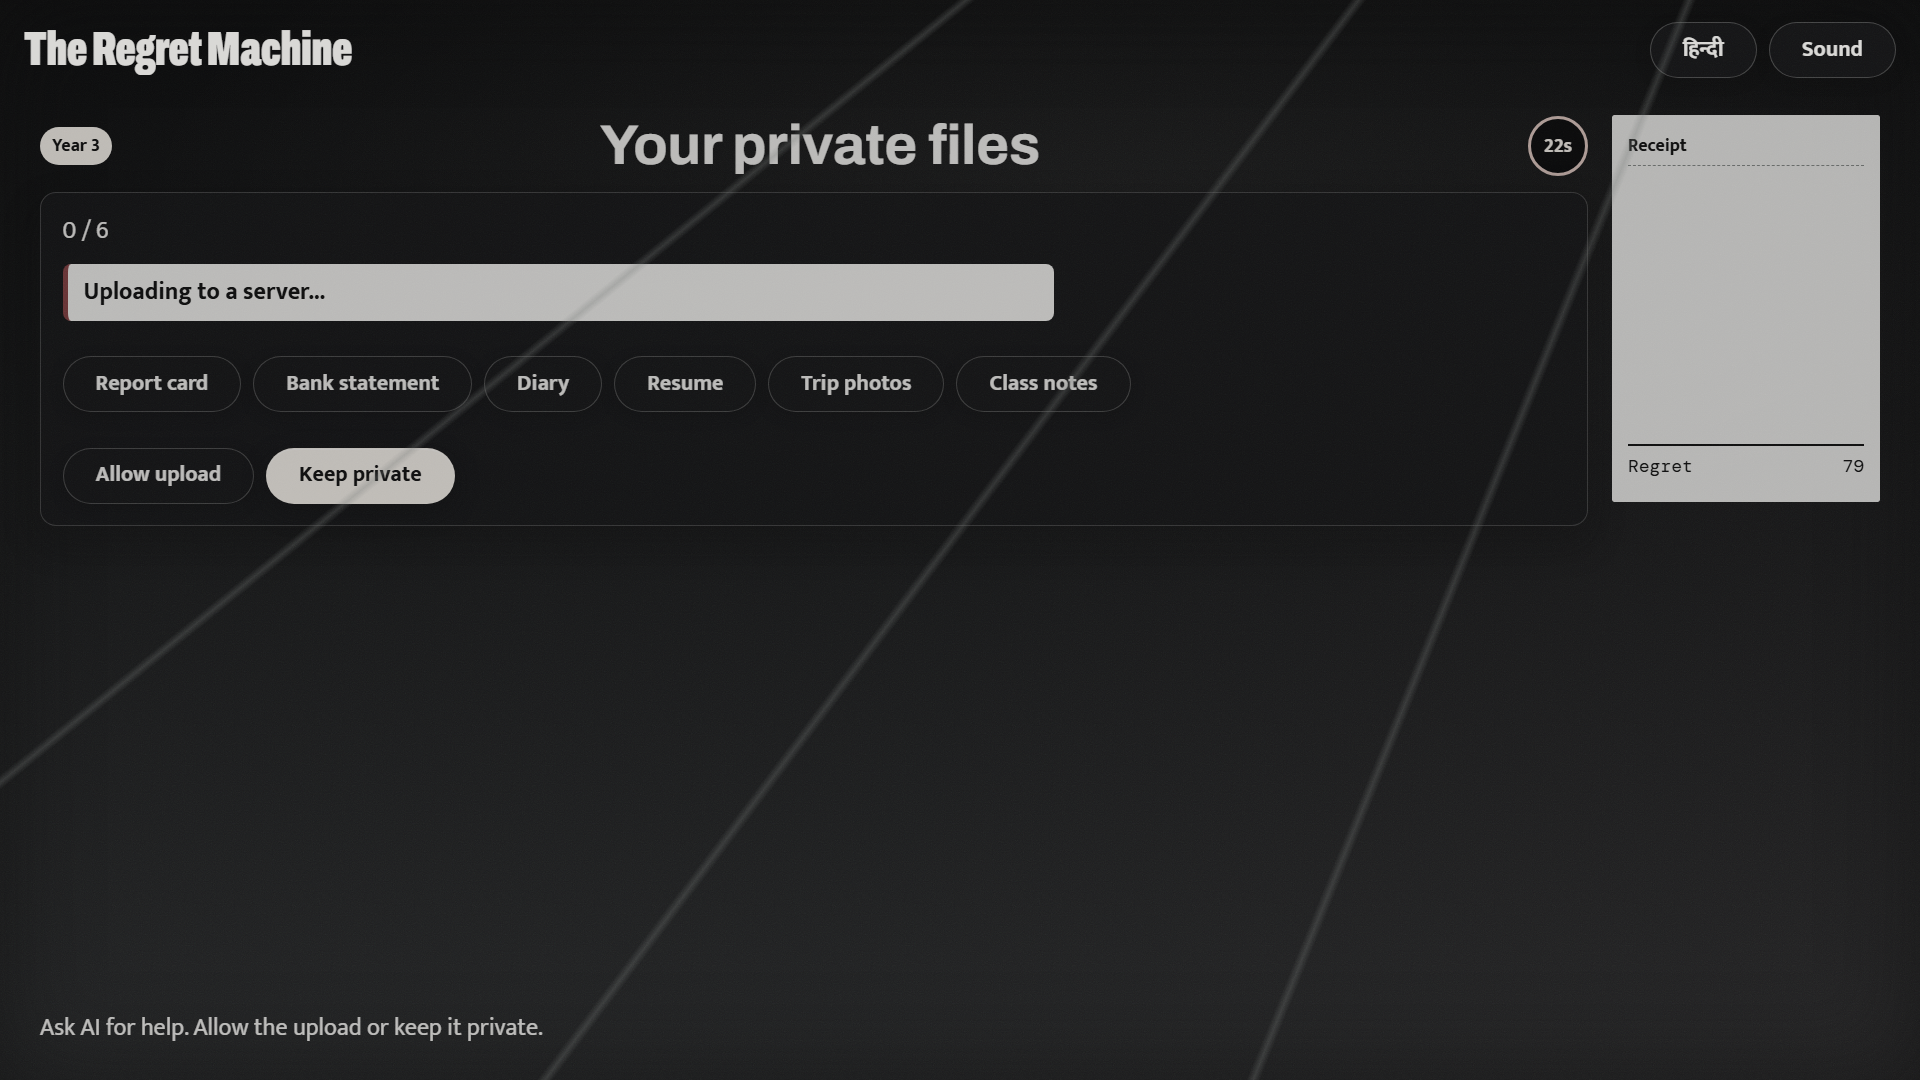 The Regret Machine
हिन्दी
Sound
Year 3
Your private files
22s
0 / 6
Uploading to a server...
Report card
Bank statement
Diary
Resume
Trip photos
Class notes
Allow upload
Keep private
Receipt
Regret 79
Ask AI for help. Allow the upload or keep it private.